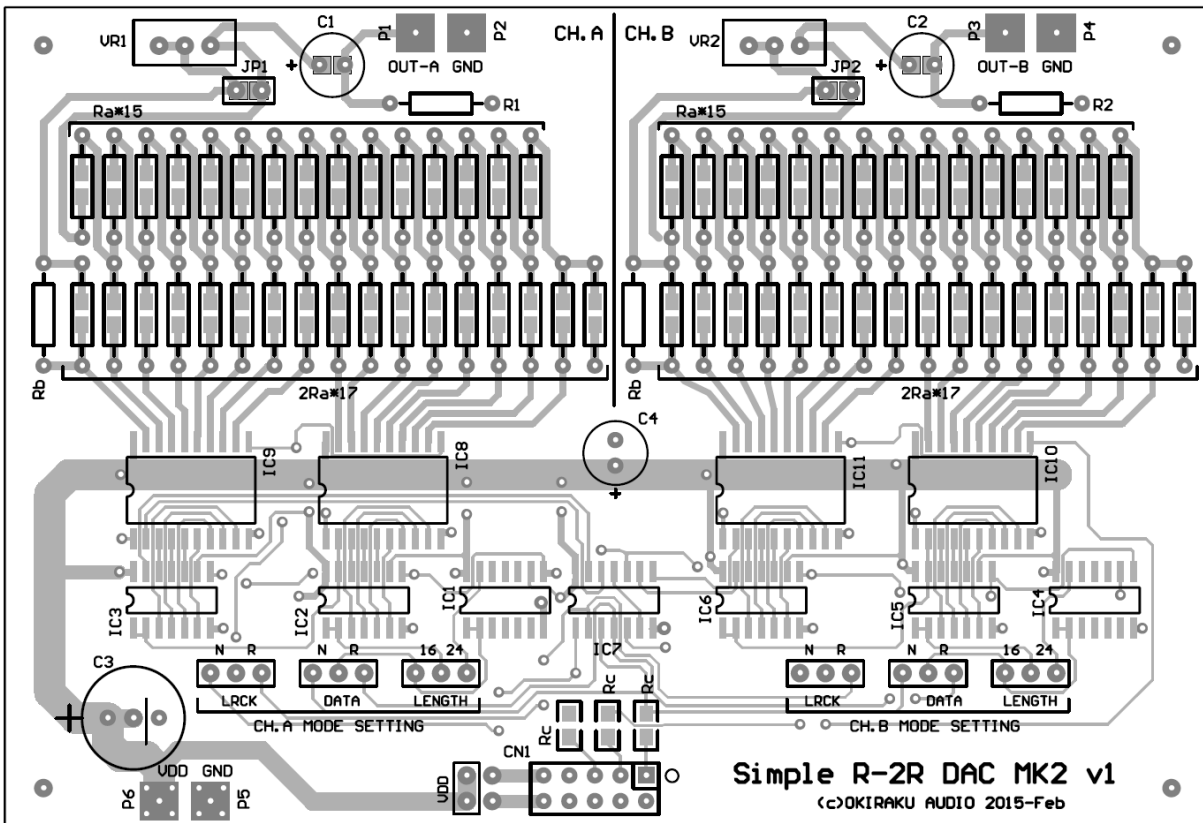 VR1
C1
P1
P2
CH.A
CH.B
VR2
C2
P3
P4
JP1
+
OUT-A
GND
JP2
+
OUT-B
GND
Ra*15
R1
Ra*15
R2
Rb
2Ra*17
Rb
2Ra*17
C4
+
IC9
IC8
IC11
IC10
IC3
IC2
IC1
IC7
IC6
IC5
IC4
C3
+
N R
N R
16 24
N R
N R
16 24
LRCK
DATA
LENGTH
LRCK
DATA
LENGTH
CH.A MODE SETTING
CH.B MODE SETTING
Rc
Rc
Rc
CN1
VDD
GND
P6
P5
VDD
Simple R-2R DAC MK2 v1
(c)OKIRAKU AUDIO 2015-Feb